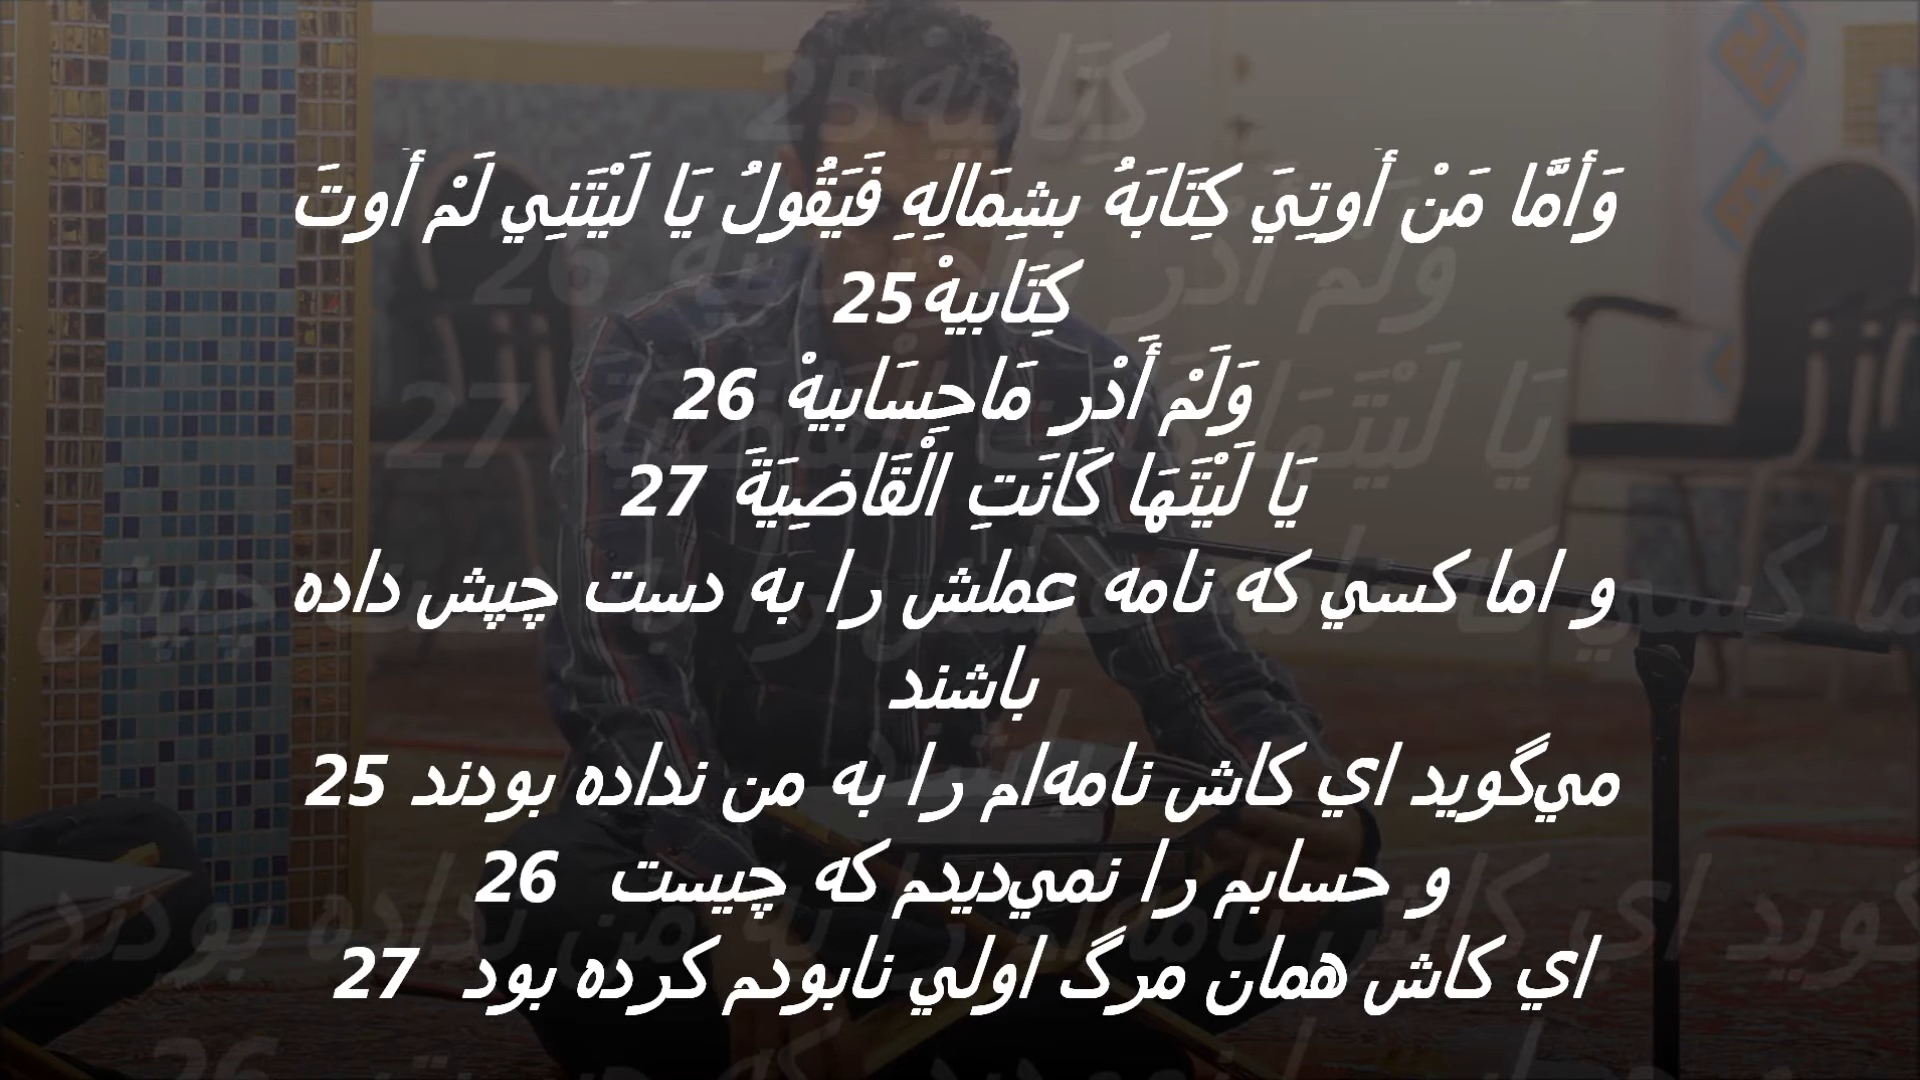 وَأَمَّا مَنْ أُوتِيَ كِتَابَهُ بِشِمَالِهِ فَيَقُولُ يَا لَيْتَنِي لَمْ أُوتَ
كِتَابِيهْ25
وَلَمْ أَدْرِ مَاحِسَابِيهْ 26
يَا لَيْتَهَا كَانَتِ الْقَاضِيَةَ 27
و اما كسي كه نامه عملش را به دست چپش داده
باشند
مي‌گويد اي كاش نامه‌ام را به من نداده بودند 25
و حسابم را نمي‌ديدم كه چيست 26
اي كاش همان مرگ اولي نابودم كرده بود 27